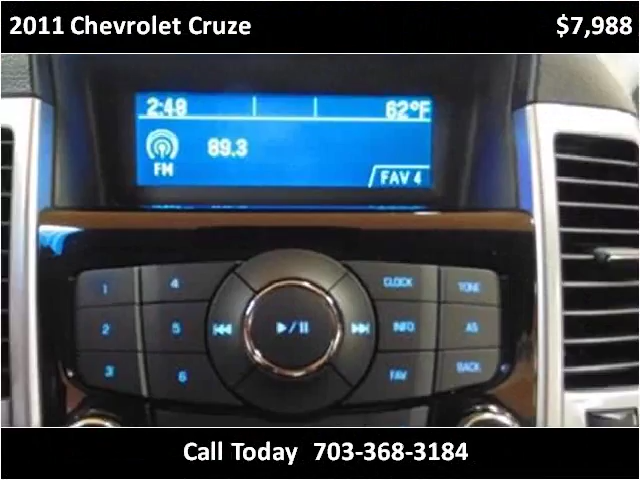 2011 Chevrolet Cruze $7,988
2:48 62°F
89.3
FM
FAV 4
1 4 CLOCK TONE
2 5 INFO AS
3 6 FAV BACK
Call Today 703-368-3184